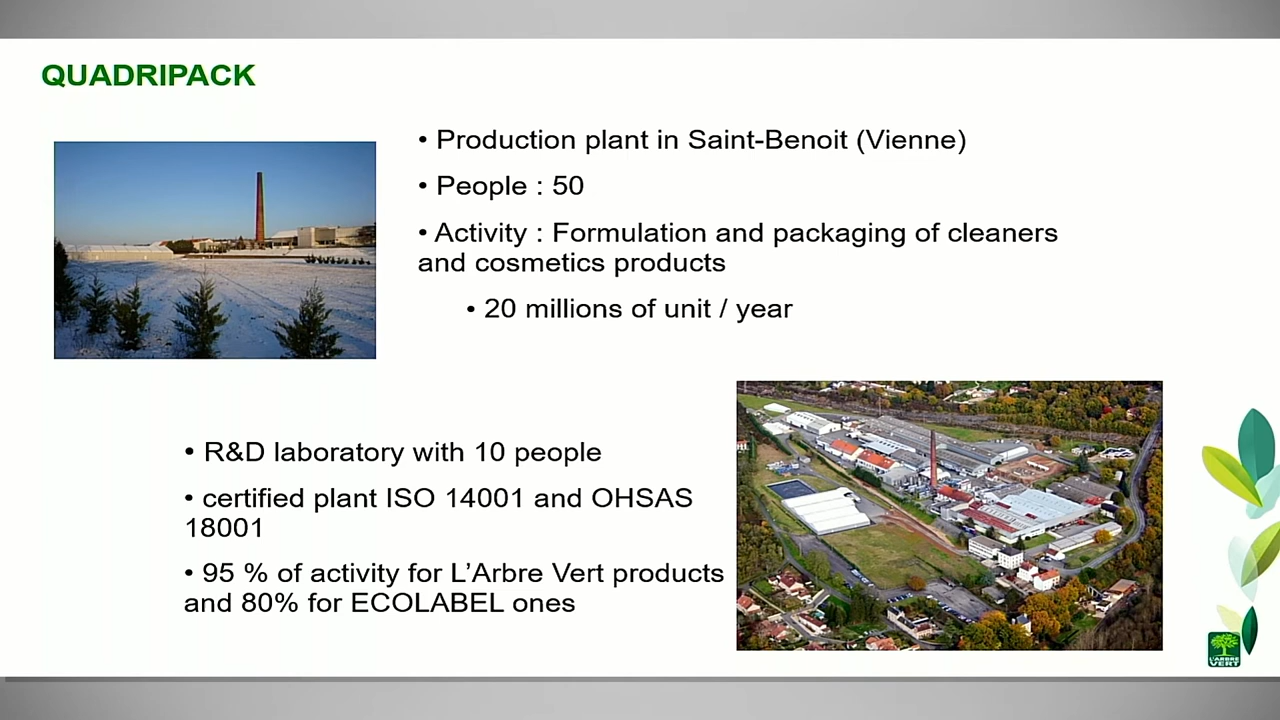 QUADRIPACK
• Production plant in Saint-Benoit (Vienne)
• People : 50
• Activity : Formulation and packaging of cleaners
and cosmetics products
• 20 millions of unit / year
• R&D laboratory with 10 people
• certified plant ISO 14001 and OHSAS
18001
• 95 % of activity for L’Arbre Vert products
and 80% for ECOLABEL ones
L'ARBRE
VERT